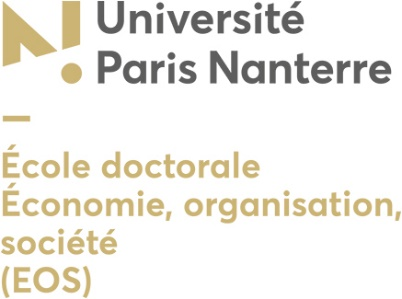 Université
Paris Nanterre
École doctorale
Économie, organisation,
société
(EOS)